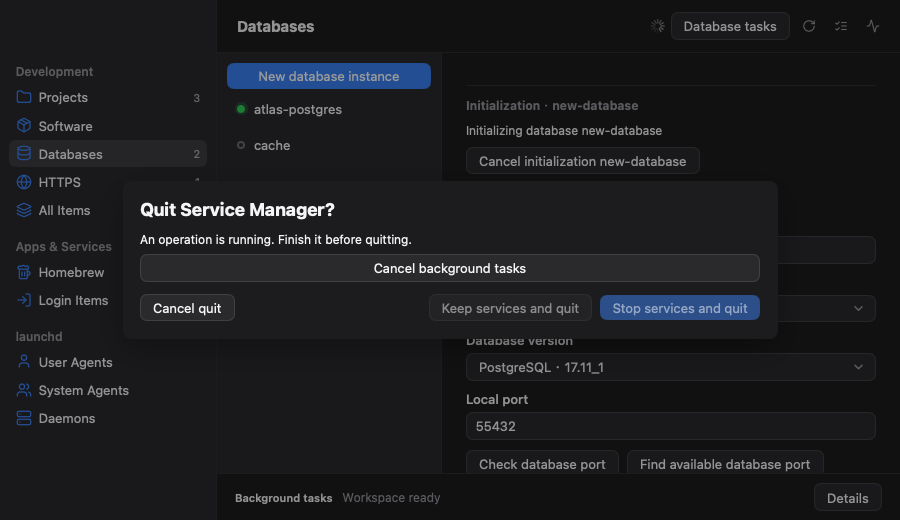 Databases
Database tasks
Development
Projects 3
Software
Databases 2
HTTPS
All Items
Apps & Services
Homebrew
Login Items
launchd
User Agents
System Agents
Daemons
New database instance
atlas-postgres
cache
Initialization · new-database
Initializing database new-database
Cancel initialization new-database
Quit Service Manager?
An operation is running. Finish it before quitting.
Cancel background tasks
Cancel quit
Keep services and quit
Stop services and quit
Database version
PostgreSQL · 17.11_1
Local port
55432
Check database port
Find available database port
Background tasks Workspace ready
Details